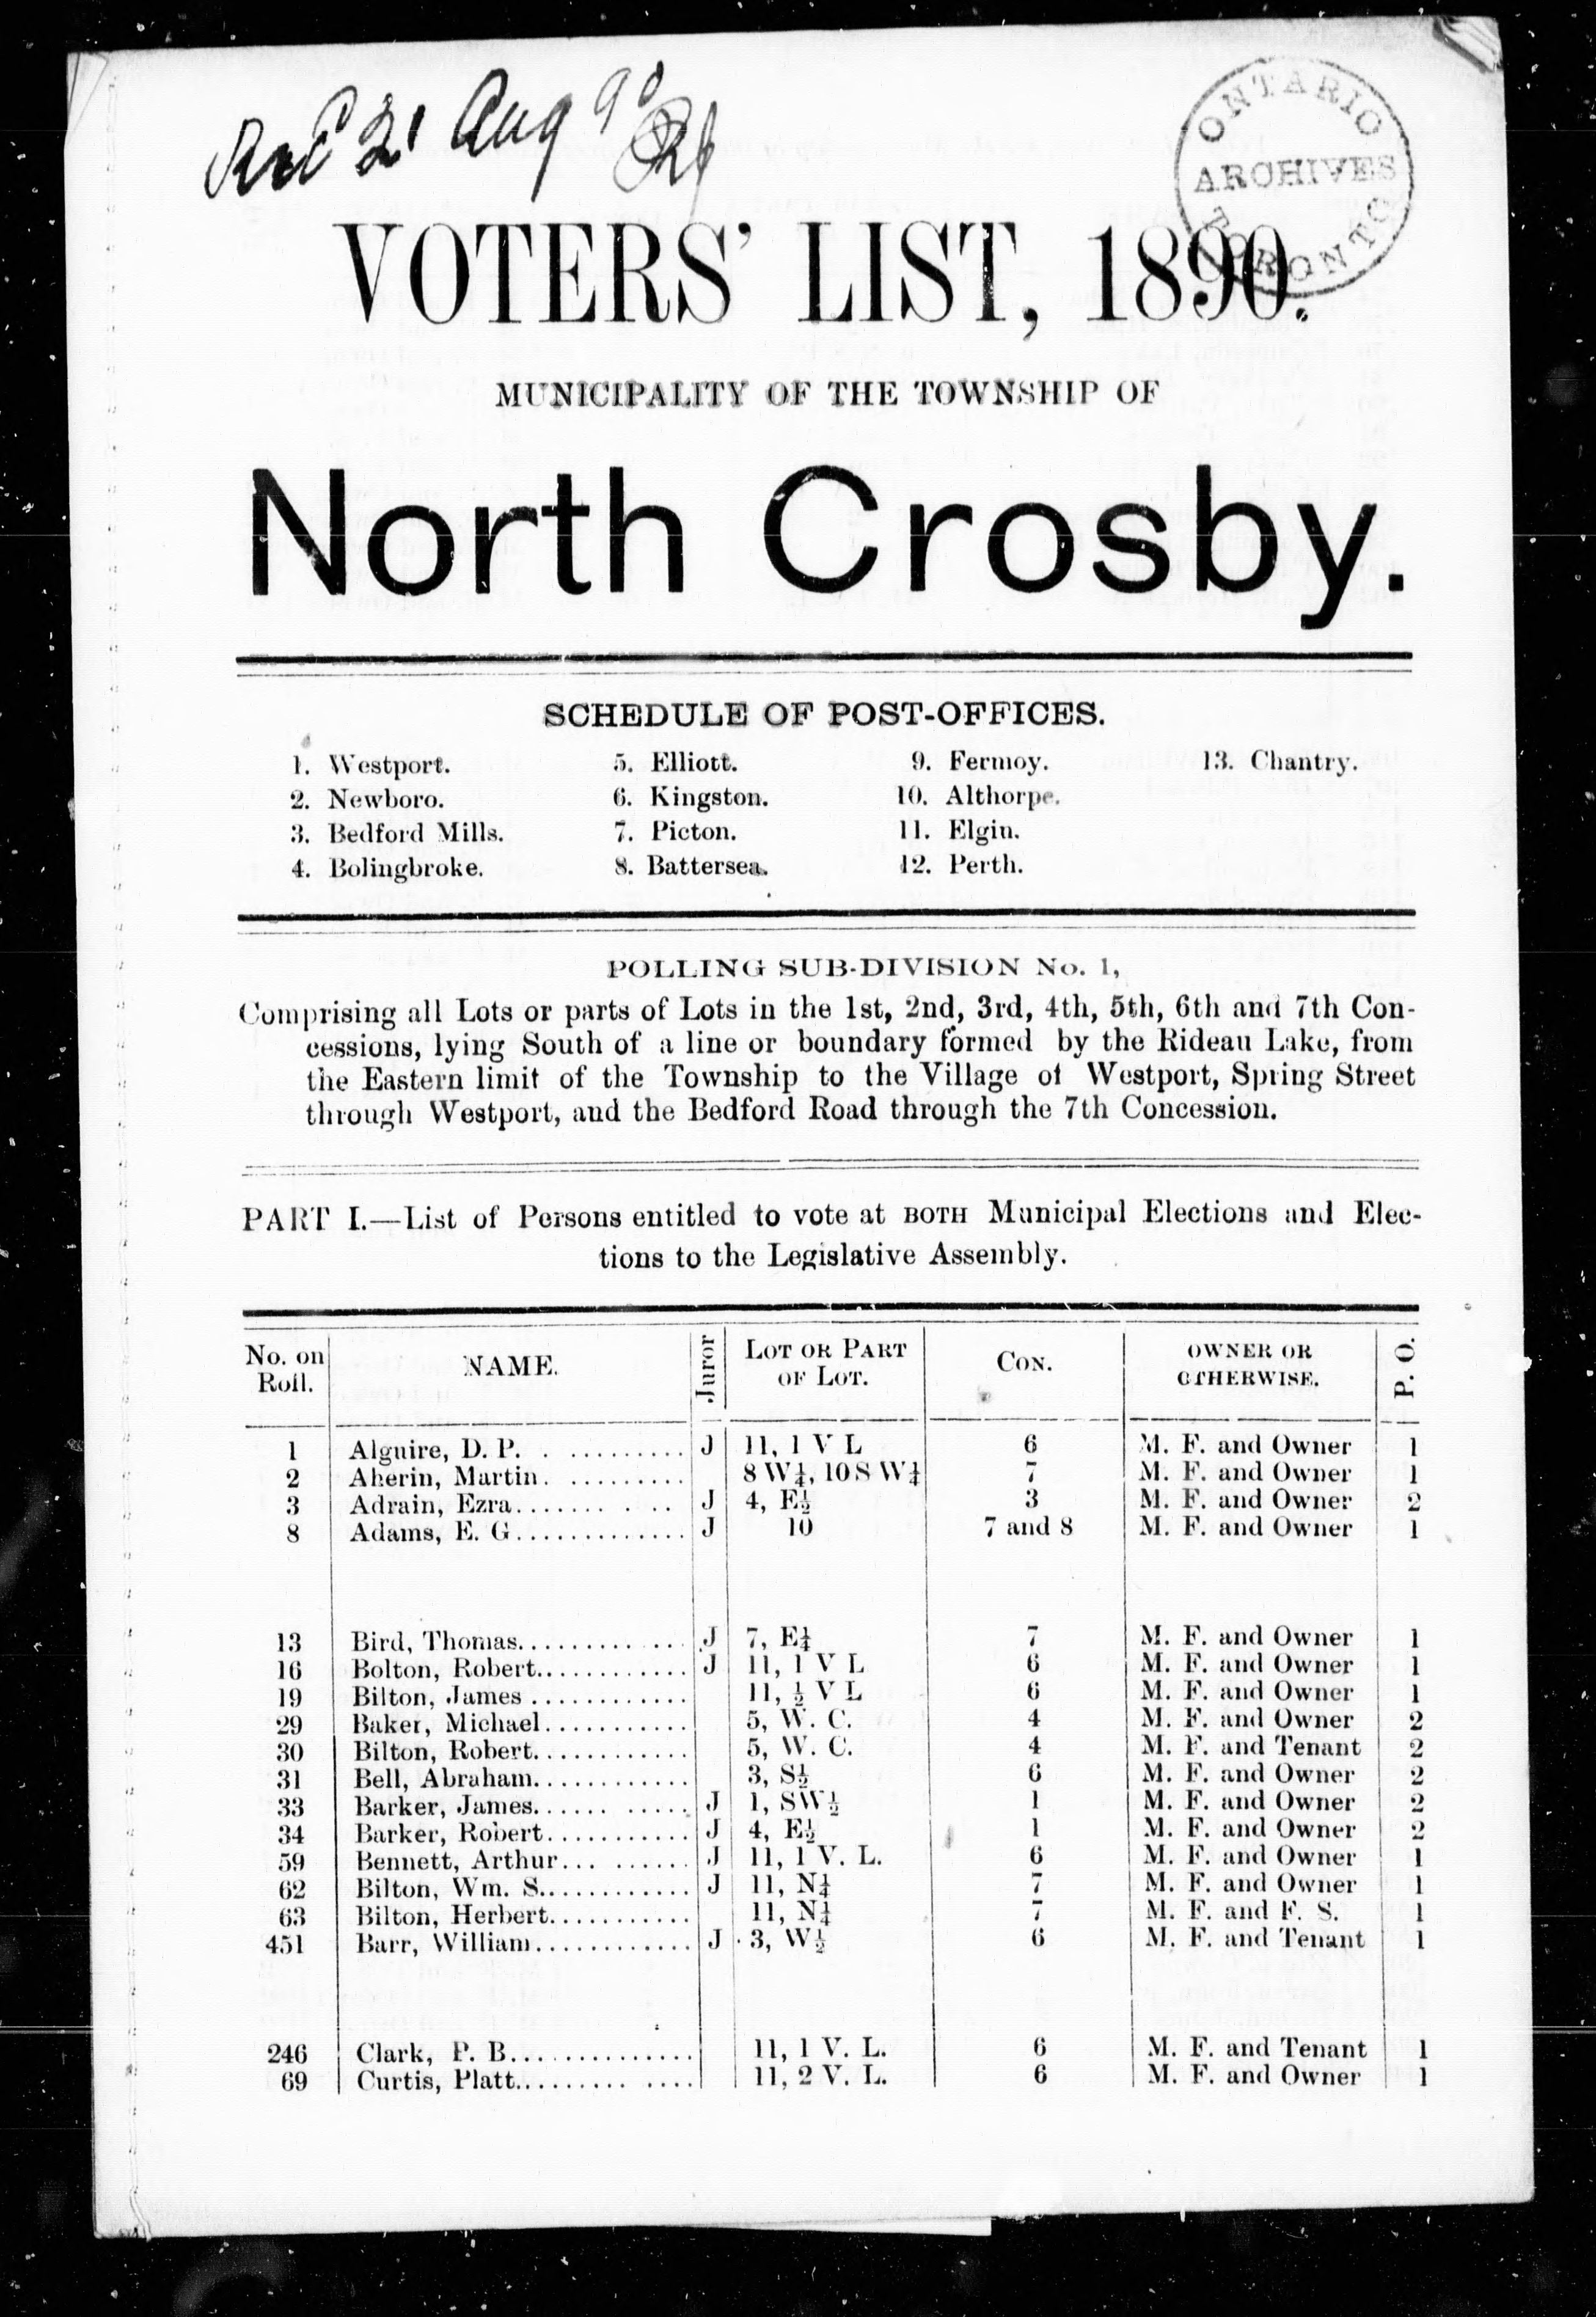 Rec'd 21 Aug 90
ONTARIO
ARCHIVES
TORONTO
VOTERS' LIST, 1890.
MUNICIPALITY OF THE TOWNSHIP OF
North Crosby.
SCHEDULE OF POST-OFFICES.
1. Westport. 5. Elliott. 9. Fermoy. 13. Chantry.
2. Newboro. 6. Kingston. 10. Althorpe.
3. Bedford Mills. 7. Picton. 11. Elgin.
4. Bolingbroke. 8. Battersea. 12. Perth.
POLLING SUB-DIVISION No. 1,
Comprising all Lots or parts of Lots in the 1st, 2nd, 3rd, 4th, 5th, 6th and 7th Con-
cessions, lying South of a line or boundary formed by the Rideau Lake, from
the Eastern limit of the Township to the Village of Westport, Spring Street
through Westport, and the Bedford Road through the 7th Concession.
PART I.—List of Persons entitled to vote at BOTH Municipal Elections and Elec-
tions to the Legislative Assembly.
No. on Roll. NAME. Juror LOT OR PART OF LOT. CON. OWNER OR OTHERWISE. P. O.
1 Alguire, D. P. . .......... J 11, 1 V L 6 M. F. and Owner 1
2 Aherin, Martin. .......... 8 W¼, 10 S W¼ 7 M. F. and Owner 1
3 Adrain, Ezra........ . ... J 4, E½ 3 M. F. and Owner 2
8 Adams, E. G............. J 10 7 and 8 M. F. and Owner 1
13 Bird, Thomas.......... ... J 7, E¼ 7 M. F. and Owner 1
16 Bolton, Robert............ J 11, 1 V L 6 M. F. and Owner 1
19 Bilton, James ............ 11, ½ V L 6 M. F. and Owner 1
29 Baker, Michael........... 5, W. C. 4 M. F. and Owner 2
30 Bilton, Robert............ 5, W. C. 4 M. F. and Tenant 2
31 Bell, Abraham............ 3, S½ 6 M. F. and Owner 2
33 Barker, James...... ..... J 1, SW½ 1 M. F. and Owner 2
34 Barker, Robert........... J 4, E½ 1 M. F. and Owner 2
59 Bennett, Arthur... ...... J 11, 1 V. L. 6 M. F. and Owner 1
62 Bilton, Wm. S............ J 11, N¼ 7 M. F. and Owner 1
63 Bilton, Herbert........... 11, N¼ 7 M. F. and F. S. 1
451 Barr, William............ J 3, W½ 6 M. F. and Tenant 1
246 Clark, P. B.............. 11, 1 V. L. 6 M. F. and Tenant 1
69 Curtis, Platt.......... .... 11, 2 V. L. 6 M. F. and Owner 1